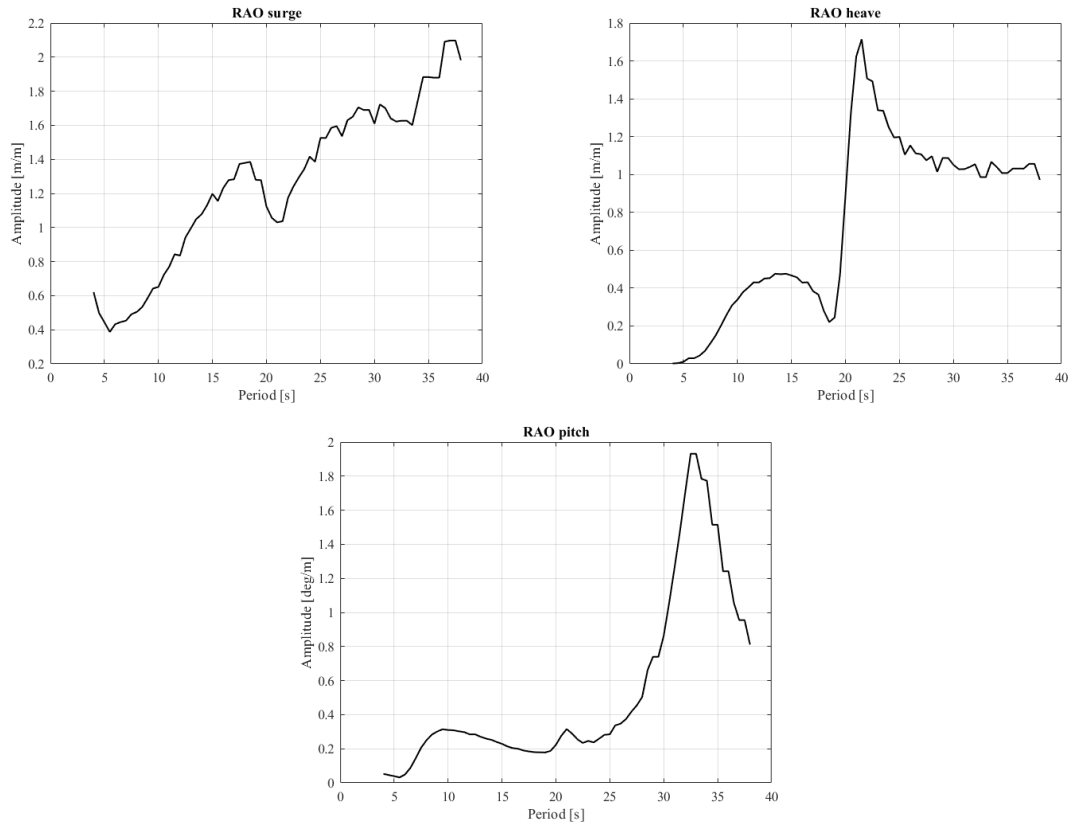 RAO surge
2.2
2
1.8
1.6
1.4
1.2
1
0.8
0.6
0.4
0.2
Amplitude [m/m]
0 5 10 15 20 25 30 35 40
Period [s]
RAO heave
1.8
1.6
1.4
1.2
1
0.8
0.6
0.4
0.2
0
Amplitude [m/m]
0 5 10 15 20 25 30 35 40
Period [s]
RAO pitch
2
1.8
1.6
1.4
1.2
1
0.8
0.6
0.4
0.2
0
Amplitude [deg/m]
0 5 10 15 20 25 30 35 40
Period [s]